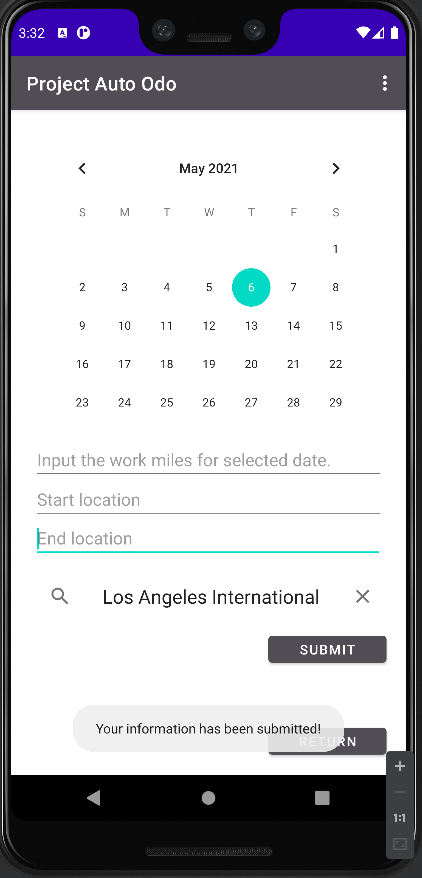 3:32
Project Auto Odo
May 2021
S M T W T F S
1
2 3 4 5 6 7 8
9 10 11 12 13 14 15
16 17 18 19 20 21 22
23 24 25 26 27 28 29
Input the work miles for selected date.
Start location
End location
Los Angeles International
SUBMIT
Your information has been submitted!
RETURN
1:1